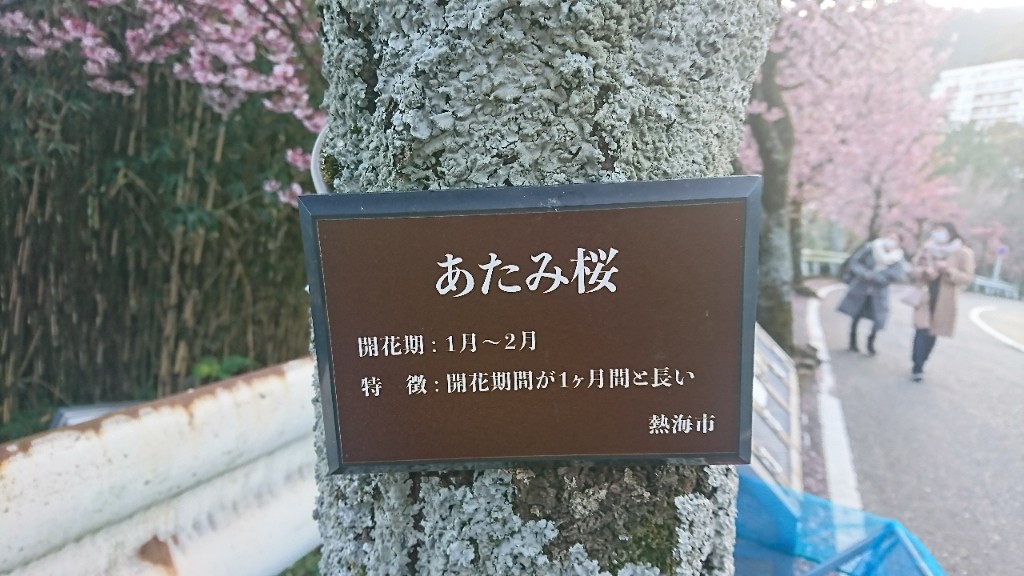 あたみ桜
開花期：1月～2月
特　徴：開花期間が1ヶ月間と長い
熱海市